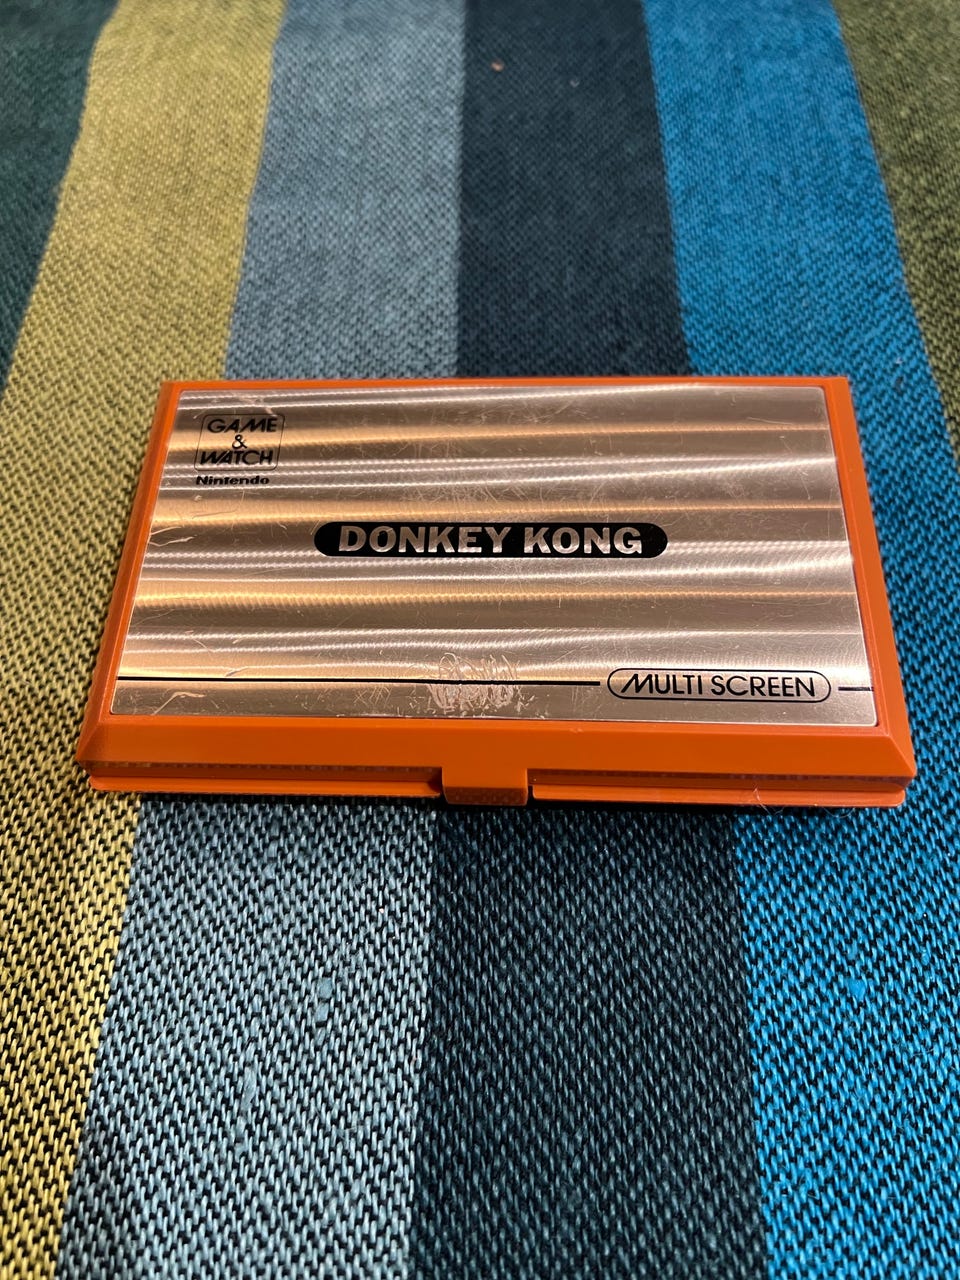 GAME
&
WATCH
Nintendo
DONKEY KONG
MULTI SCREEN